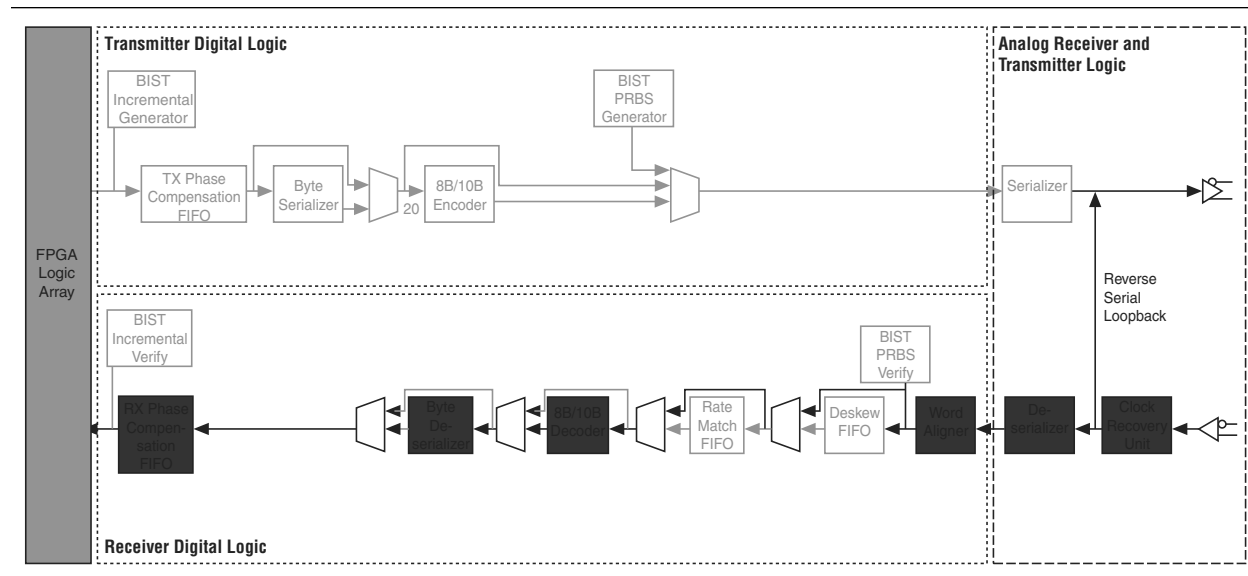 Transmitter Digital Logic
Analog Receiver and
Transmitter Logic
BIST
Incremental
Generator
BIST
PRBS
Generator
TX Phase
Compensation
FIFO
Byte
Serializer
20
8B/10B
Encoder
Serializer
FPGA
Logic
Array
Reverse
Serial
Loopback
BIST
Incremental
Verify
BIST
PRBS
Verify
RX Phase
Compen-
sation
FIFO
Byte
De-
serializer
8B/10B
Decoder
Rate
Match
FIFO
Deskew
FIFO
Word
Aligner
De-
serializer
Clock
Recovery
Unit
Receiver Digital Logic